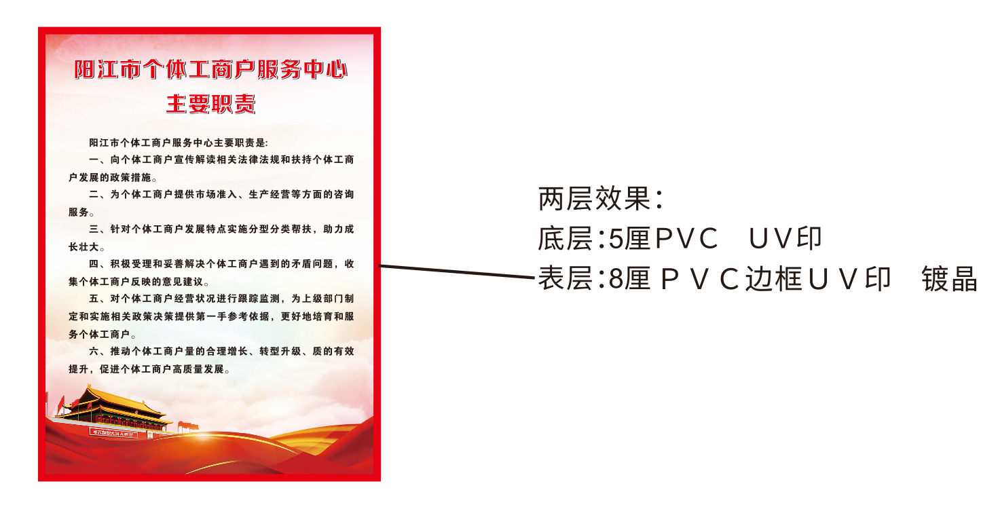 阳江市个体工商户服务中心
主要职责
阳江市个体工商户服务中心主要职责是:
一、向个体工商户宣传解读相关法律法规和扶持个体工商
户发展的政策措施。
二、为个体工商户提供市场准入、生产经营等方面的咨询
服务。
三、针对个体工商户发展特点实施分型分类帮扶，助力成
长壮大。
四、积极受理和妥善解决个体工商户遇到的矛盾问题，收
集个体工商户反映的意见建议。
五、对个体工商户经营状况进行跟踪监测，为上级部门制
定和实施相关政策决策提供第一手参考依据，更好地培育和服
务个体工商户。
六、推动个体工商户量的合理增长、转型升级、质的有效
提升，促进个体工商户高质量发展。
两层效果：
底层：5厘PVC　UV印
表层：8厘ＰＶＣ边框ＵＶ印　镀晶